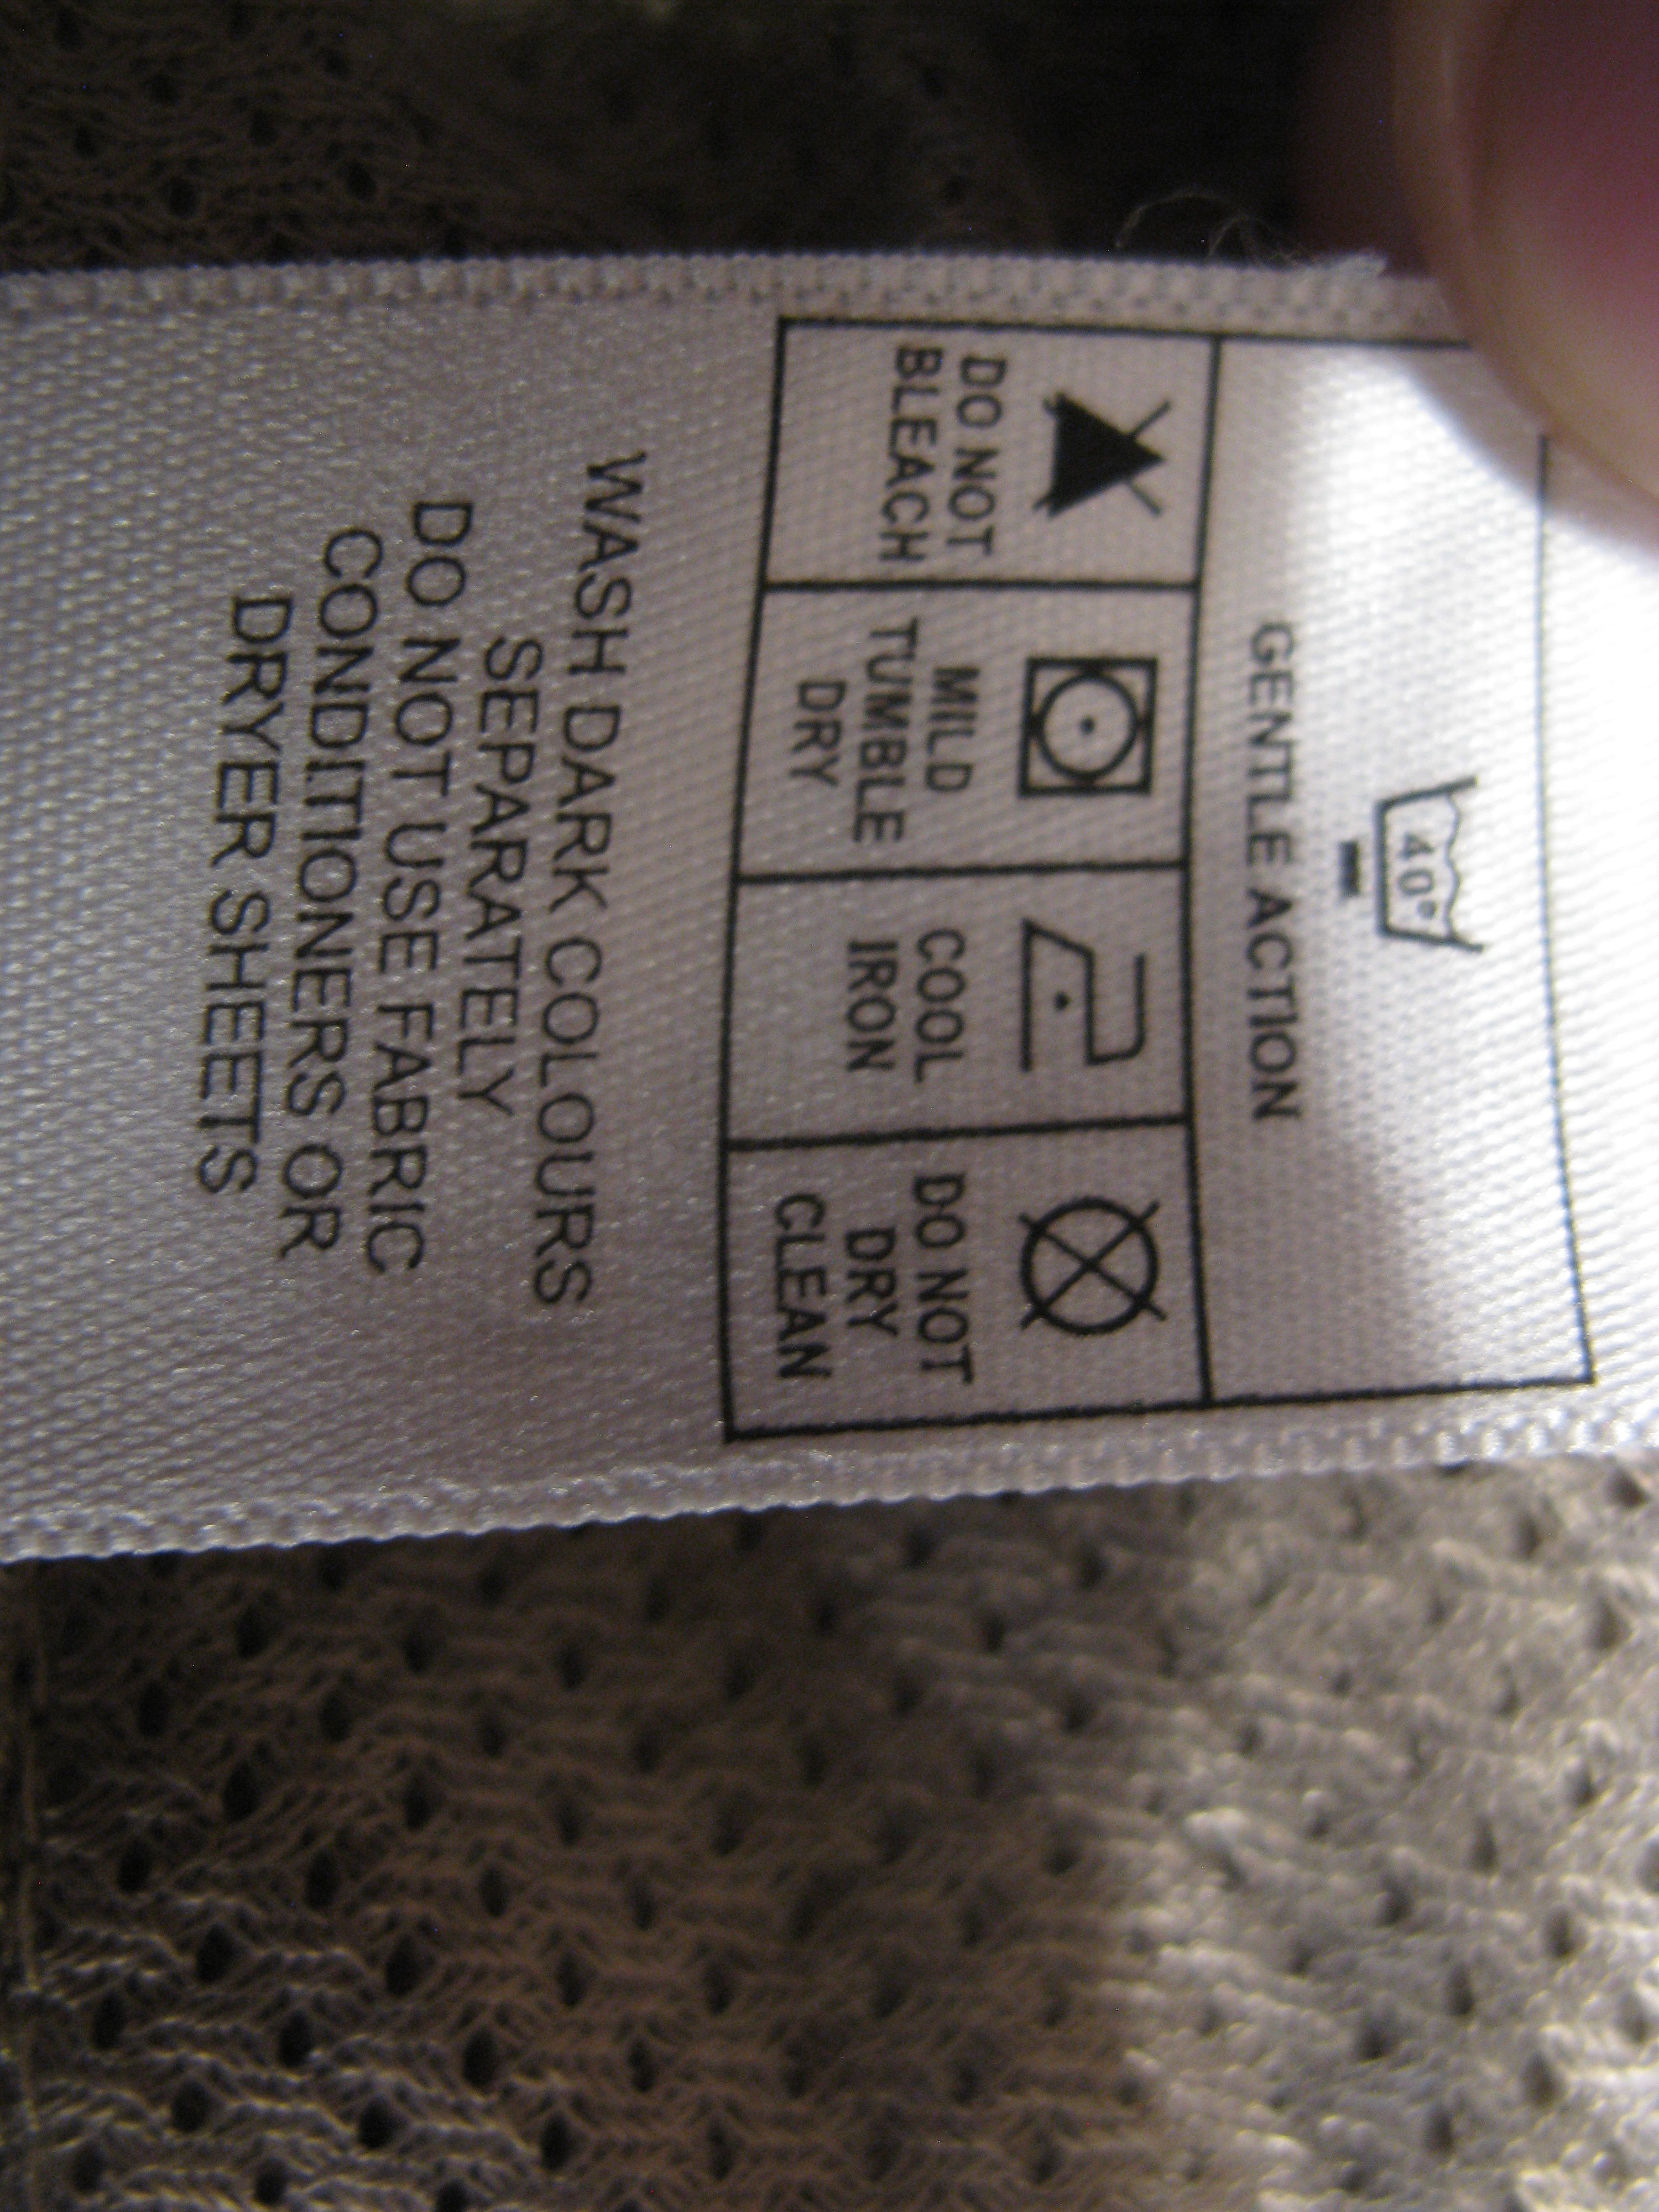 40°
GENTLE ACTION
DO NOT
BLEACH
MILD
TUMBLE
DRY
COOL
IRON
DO NOT
DRY
CLEAN
WASH DARK COLOURS
SEPARATELY
DO NOT USE FABRIC
CONDITIONERS OR
DRYER SHEETS